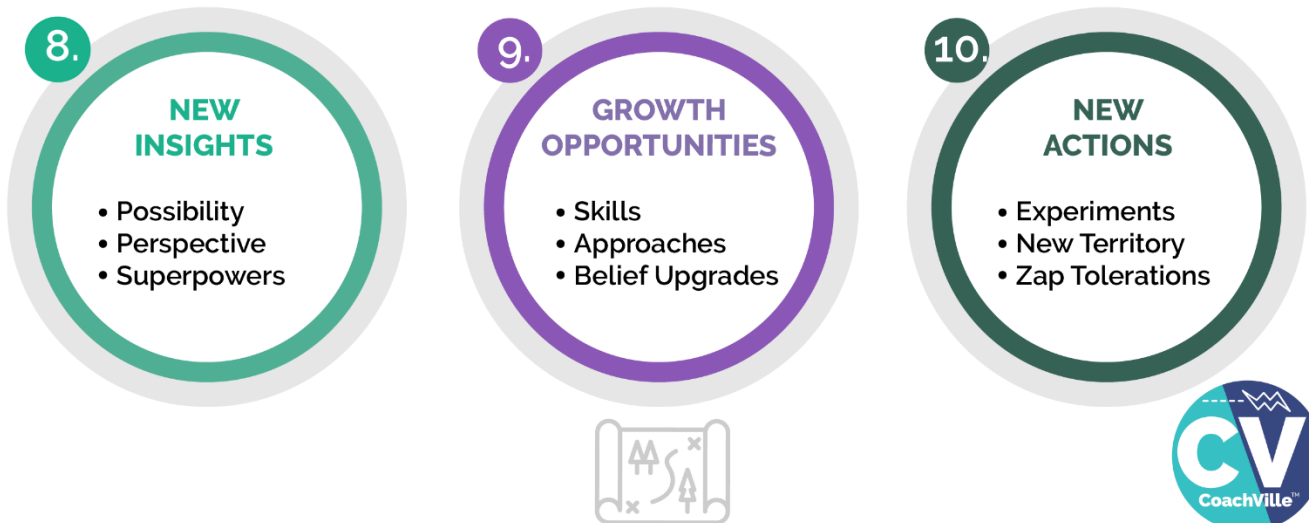 8.
NEW
INSIGHTS
• Possibility
• Perspective
• Superpowers
9.
GROWTH
OPPORTUNITIES
• Skills
• Approaches
• Belief Upgrades
10.
NEW
ACTIONS
• Experiments
• New Territory
• Zap Tolerations
CV
CoachVille™